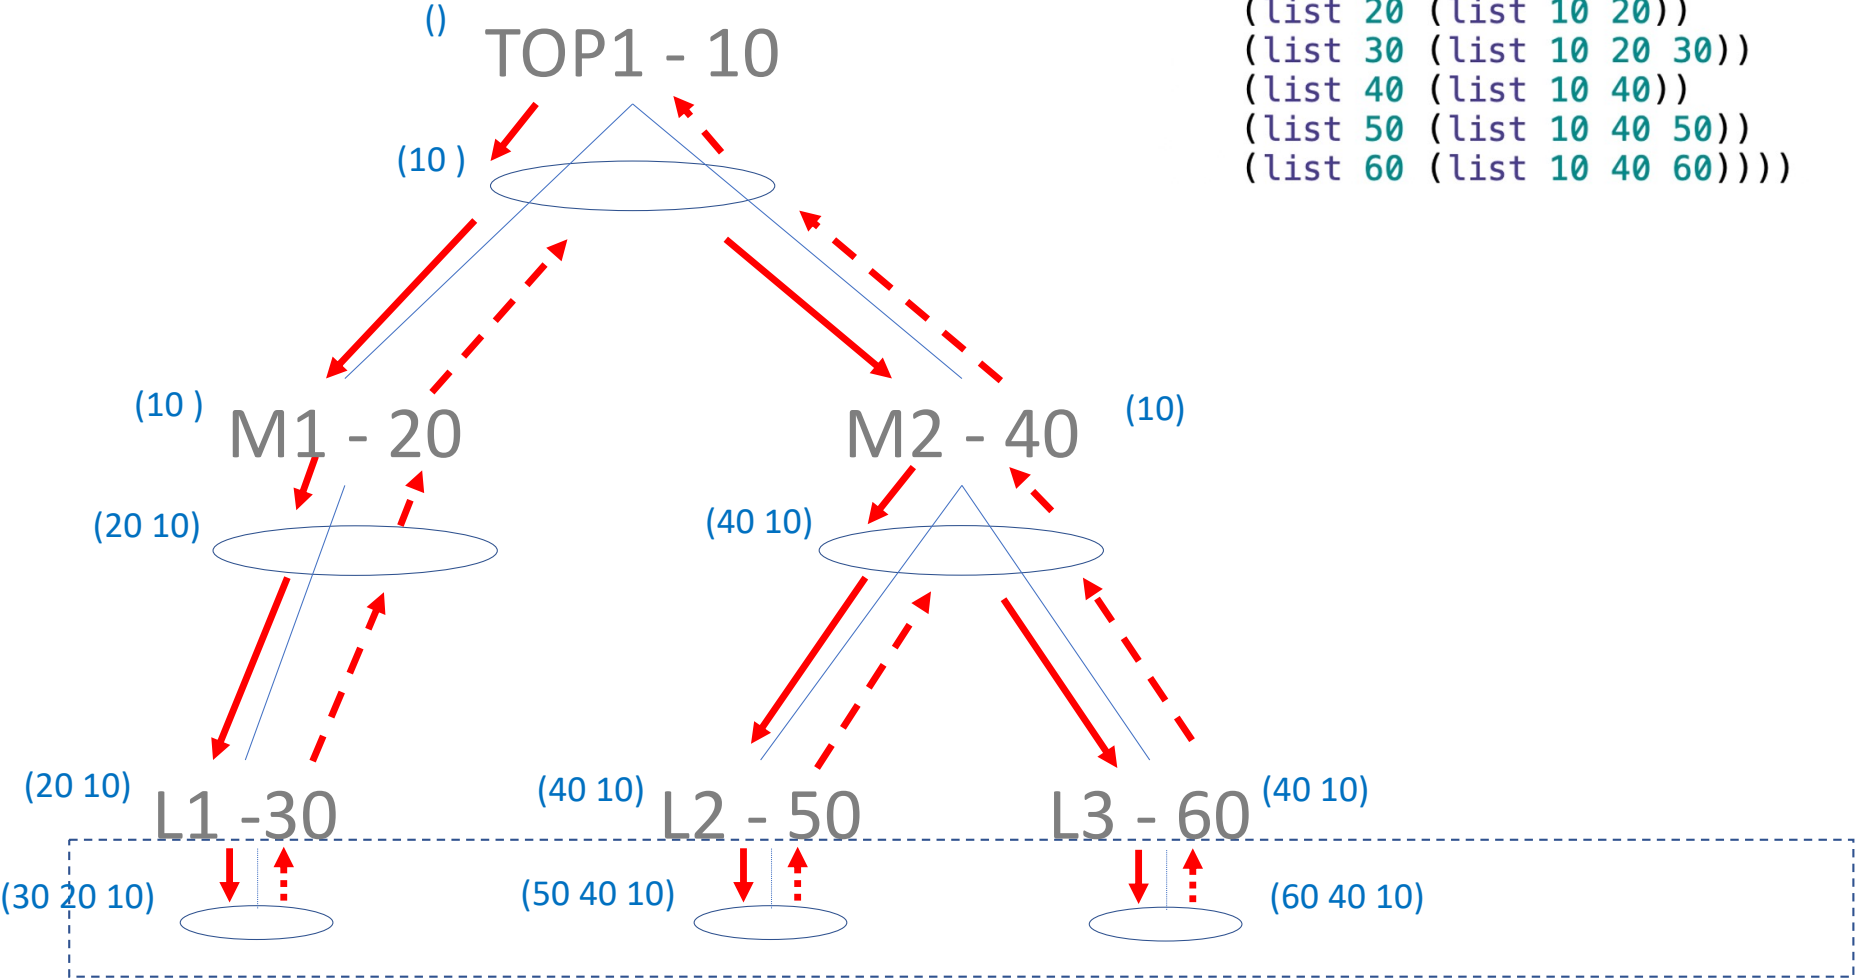 ()
TOP1 - 10
(list 20 (list 10 20))
(list 30 (list 10 20 30))
(list 40 (list 10 40))
(list 50 (list 10 40 50))
(list 60 (list 10 40 60))))
(10 )
(10 )
M1 - 20
M2 - 40
(10)
(20 10)
(40 10)
(20 10)
L1 -30
(40 10)
L2 - 50
L3 - 60
(40 10)
(30 20 10)
(50 40 10)
(60 40 10)